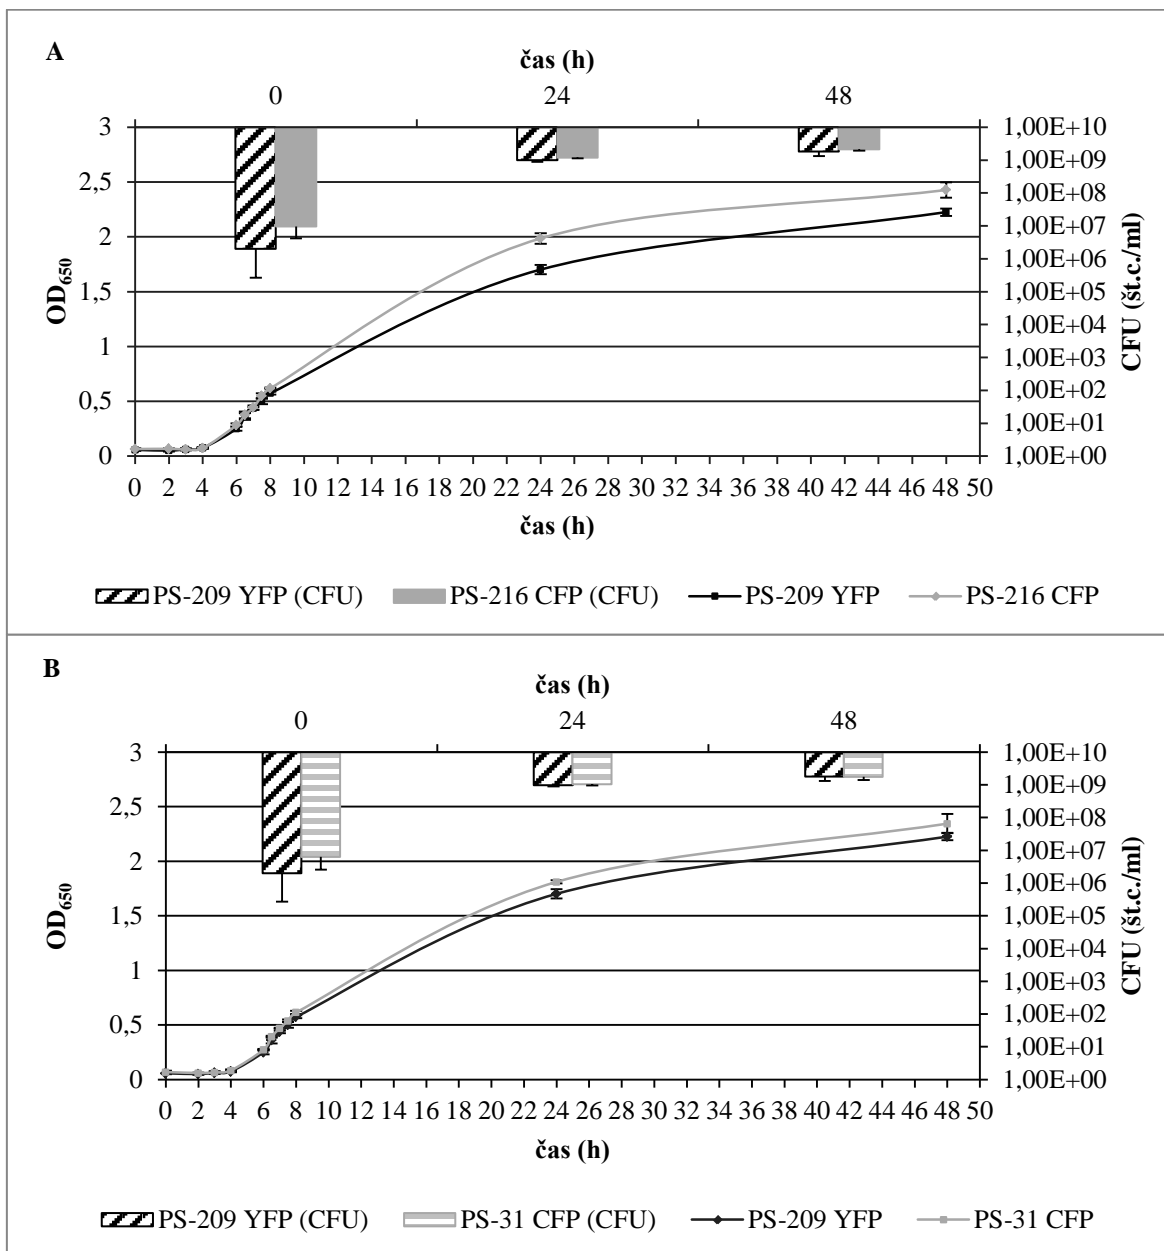 A
čas (h)
0 24 48
3 1,00E+10
2,5 1,00E+09
2 1,00E+08
1,5 1,00E+07
1 1,00E+06
0,5 1,00E+05
0 1,00E+04
1,00E+03
1,00E+02
1,00E+01
1,00E+00
OD650
CFU (št.c./ml)
0 2 4 6 8 10 12 14 16 18 20 22 24 26 28 30 32 34 36 38 40 42 44 46 48 50
čas (h)
PS-209 YFP (CFU) PS-216 CFP (CFU) PS-209 YFP PS-216 CFP
B
čas (h)
0 24 48
3 1,00E+10
2,5 1,00E+09
2 1,00E+08
1,5 1,00E+07
1 1,00E+06
0,5 1,00E+05
0 1,00E+04
1,00E+03
1,00E+02
1,00E+01
1,00E+00
OD650
CFU (št.c./ml)
0 2 4 6 8 10 12 14 16 18 20 22 24 26 28 30 32 34 36 38 40 42 44 46 48 50
čas (h)
PS-209 YFP (CFU) PS-31 CFP (CFU) PS-209 YFP PS-31 CFP